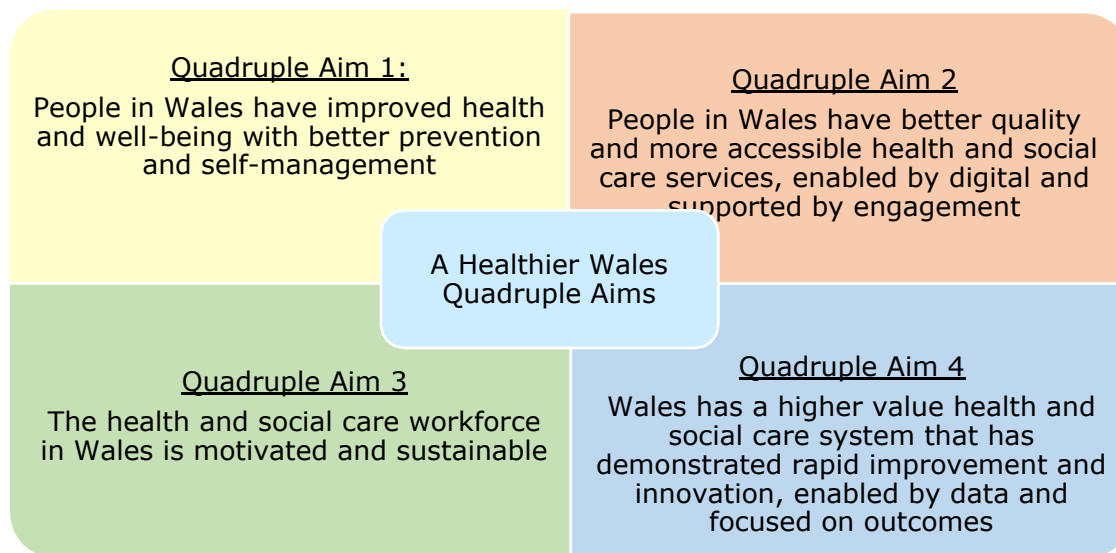 Quadruple Aim 1:
People in Wales have improved health
and well-being with better prevention
and self-management
Quadruple Aim 2
People in Wales have better quality
and more accessible health and social
care services, enabled by digital and
supported by engagement
A Healthier Wales
Quadruple Aims
Quadruple Aim 3
The health and social care workforce
in Wales is motivated and sustainable
Quadruple Aim 4
Wales has a higher value health and
social care system that has
demonstrated rapid improvement and
innovation, enabled by data and
focused on outcomes